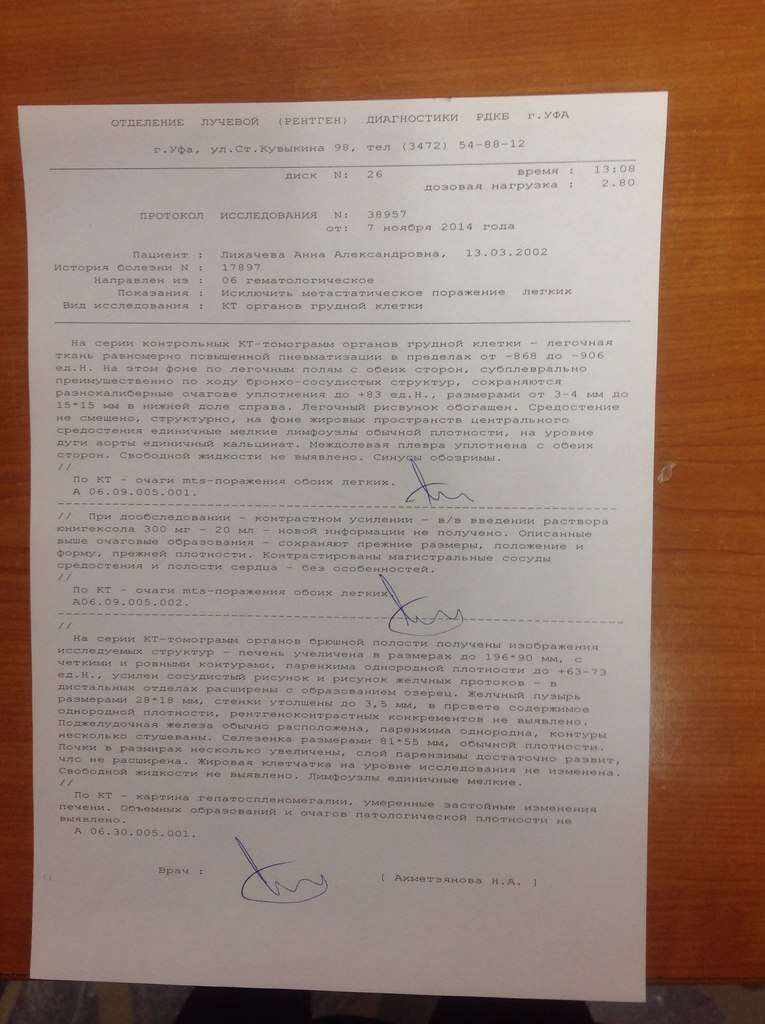 ОТДЕЛЕНИЕ ЛУЧЕВОЙ (РЕНТГЕН) ДИАГНОСТИКИ РДКБ г.УФА
г.Уфа, ул.Ст.Кувыкина 98, тел (3472) 54-88-12
диск N: 26 время : 13:08
дозовая нагрузка : 2.80
ПРОТОКОЛ ИССЛЕДОВАНИЯ N: 38957
от: 7 ноября 2014 года
Пациент : Лихачева Анна Александровна, 13.03.2002
История болезни N : 17897
Направлен из : 06 гематологическое
Показания : Исключить метастатическое поражение легких
Вид исследования : КТ органов грудной клетки
На серии контрольных КТ-томограмм органов грудной клетки - легочная
ткань равномерно повышенной пневматизации в пределах от -868 до -906
ед.Н. На этом фоне по легочным полям с обеих сторон, субплеврально
преимущественно по ходу бронхо-сосудистых структур, сохраняются
разнокалиберные очагове уплотнения до +83 ед.Н., размерами от 3-4 мм до
15*15 мм в нижней доле справа. Легочный рисвунок обогащен. Средостение
не смещено, структурно, на фоне жировых пространств центрального
средостения единичные мелкие лимфоузлы обычной плотности, на уровне
дуги аорты единичный кальцинат. Междолевая плевра уплотнена с обеих
сторон. Свободной жидкости не выявлено. Синусы обозримы.
//
По КТ - очаги mts-поражения обоих легких.
А 06.09.005.001.
// При дообследовании - контрастном усилении - в/в введении раствора
юнигексола 300 мг - 20 мл - новой информации не получено. Описанные
выше очаговые образования - сохраняют прежние размеры, положение и
форму, прежней плотности. Контрастированы магистральные сосуды
средостения и полости сердца - без особенностей.
//
По КТ - очаги mts-поражения обоих легких
А06.09.005.002.
//
На серии КТ-томограмм органов брюшной полости получены изображения
исследуемых структур - печень учеличена в размерах до 196*90 мм, с
четкими и ровными контурами, паренхима однородной плотности до +63-73
ед.Н., усилен сосудистый рисунок и рисунок желчных протоков - в
дистальных отделах расширены с образованием озерец. Желчный пузырь
размерами 28*18 мм, стенки утолщены до 3,5 мм, в провете содержимое
однородной плотности, рентгеноконтрастных конкрементов не выявлено.
Поджелудочная железа обычно расположена, паренхима однородна, контуры
несколько стушеваны. Селезенка размерами 81*55 мм, обычной плотности.
Почки в размнрах несколько увеличены, слой парензимы достаточно развит,
члс не расширена. Жировая клетчатка на уровне исследования не изменена.
Свободной жидкости не выявлено. Лимфоузлы единичные мелкие.
//
По КТ - картина гепатоспленомегалии, умеренные застойные изменения
печени. Объемных образований и очагов патологической плотности не
выявлено.
А 06.30.005.001.
Врач : [ Ахметзянова Н.А. ]